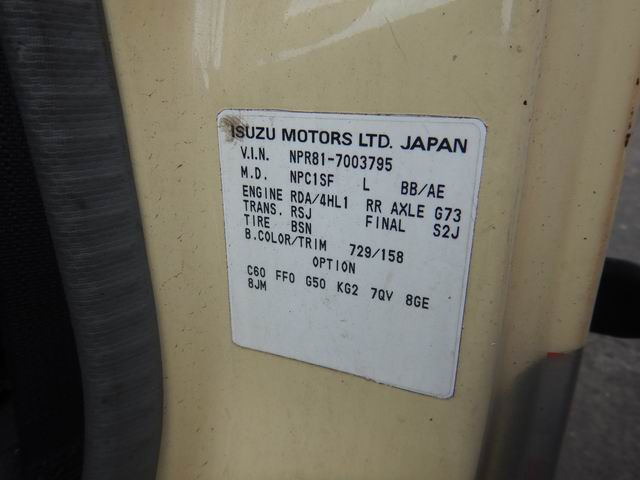 ISUZU MOTORS LTD. JAPAN
V.I.N. NPR81-7003795
M.D. NPC1SF L BB/AE
ENGINE RDA/4HL1 RR AXLE G73
TRANS. RSJ FINAL S2J
TIRE BSN
B.COLOR/TRIM 729/158
OPTION
C60 FF0 G50 KG2 7QV 8GE
8JM